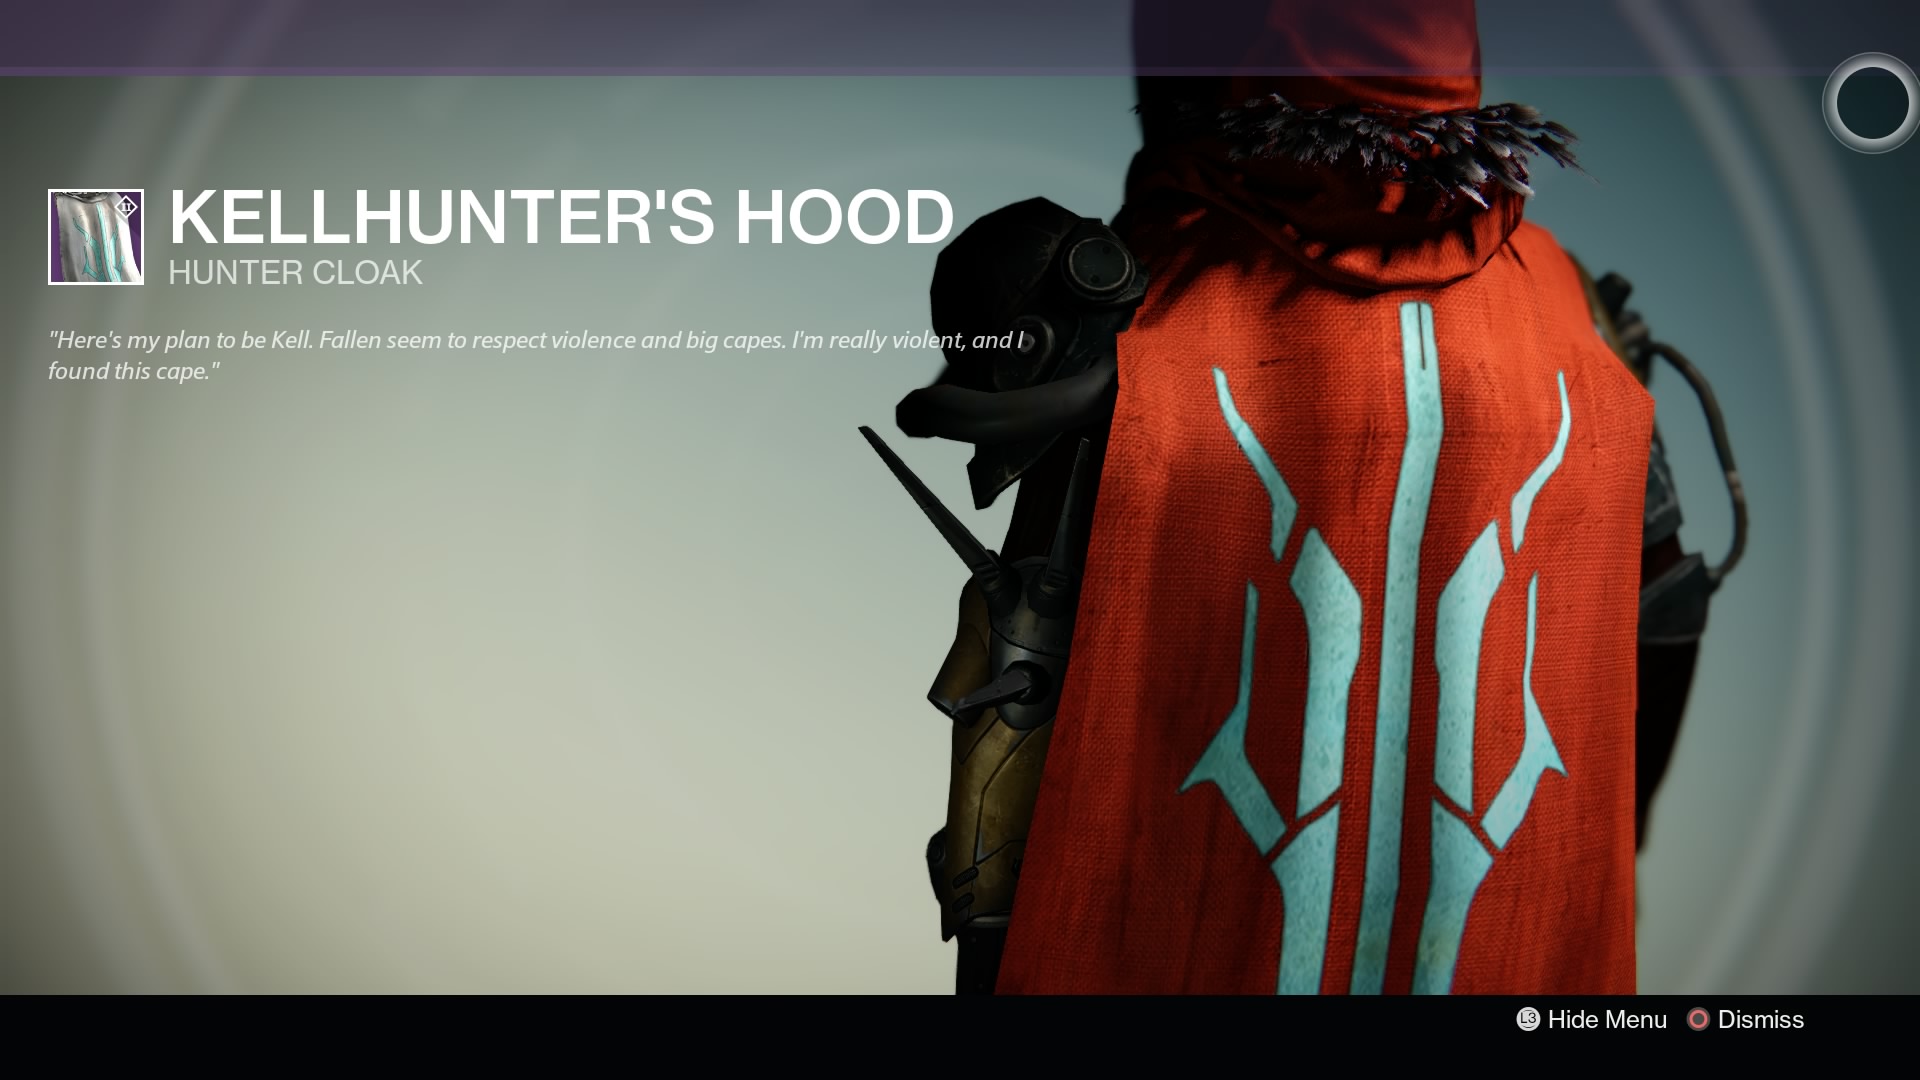 KELLHUNTER'S HOOD
HUNTER CLOAK
"Here's my plan to be Kell. Fallen seem to respect violence and big capes. I'm really violent, and I
found this cape."
L3 Hide Menu Dismiss